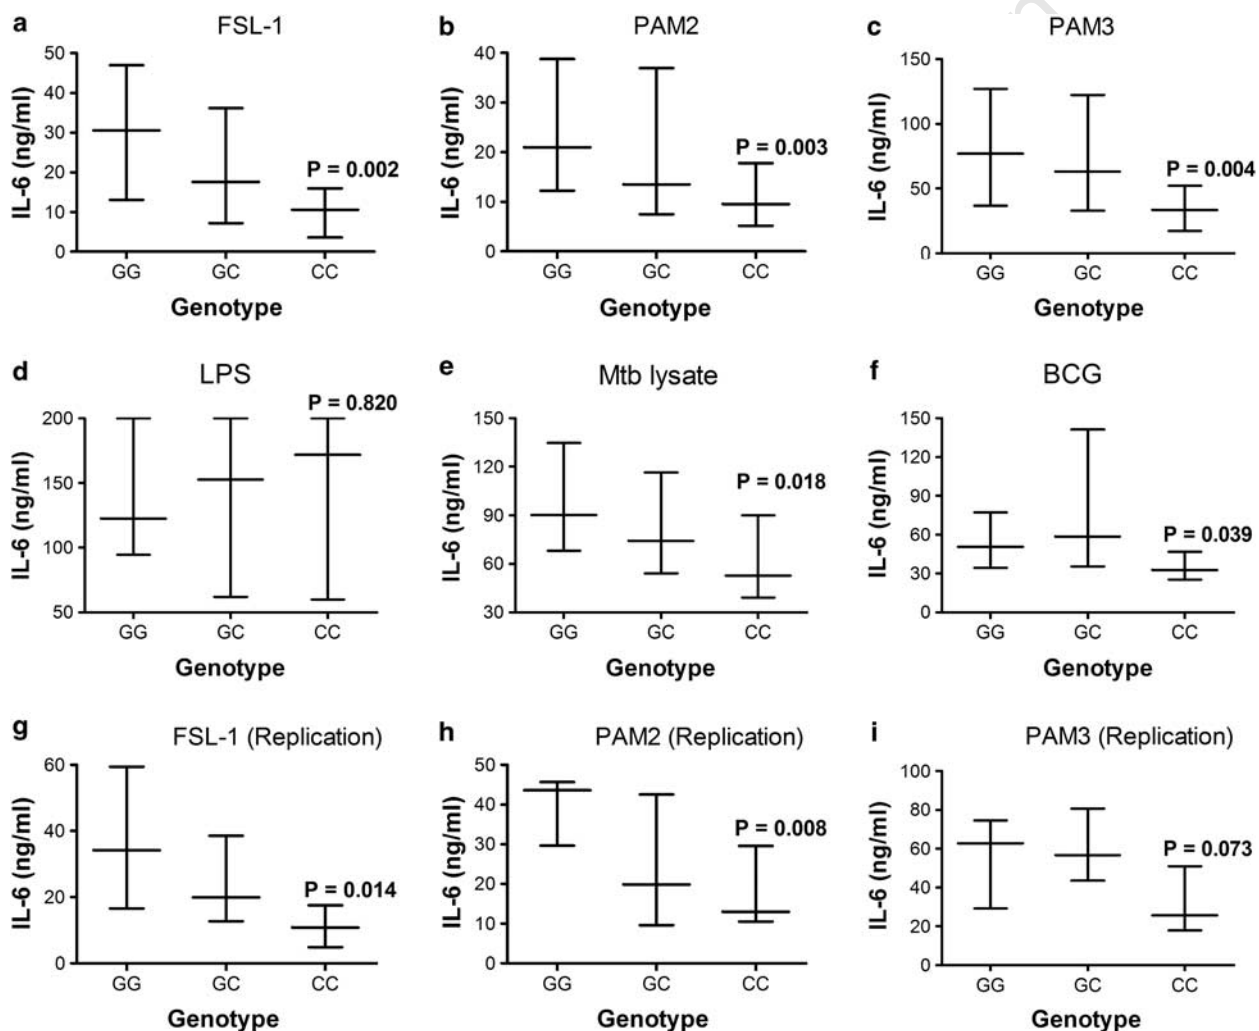 a FSL-1
IL-6 (ng/ml)
50
40
30
20
10
0
P = 0.002
GG GC CC
Genotype
b PAM2
IL-6 (ng/ml)
40
30
20
10
0
P = 0.003
GG GC CC
Genotype
c PAM3
IL-6 (ng/ml)
150
100
50
0
P = 0.004
GG GC CC
Genotype
d LPS
IL-6 (ng/ml)
200
150
100
50
P = 0.820
GG GC CC
Genotype
e Mtb lysate
IL-6 (ng/ml)
150
120
90
60
30
P = 0.018
GG GC CC
Genotype
f BCG
IL-6 (ng/ml)
150
120
90
60
30
0
P = 0.039
GG GC CC
Genotype
g FSL-1 (Replication)
IL-6 (ng/ml)
60
40
20
0
P = 0.014
GG GC CC
Genotype
h PAM2 (Replication)
IL-6 (ng/ml)
50
40
30
20
10
0
P = 0.008
GG GC CC
Genotype
i PAM3 (Replication)
IL-6 (ng/ml)
100
80
60
40
20
0
P = 0.073
GG GC CC
Genotype